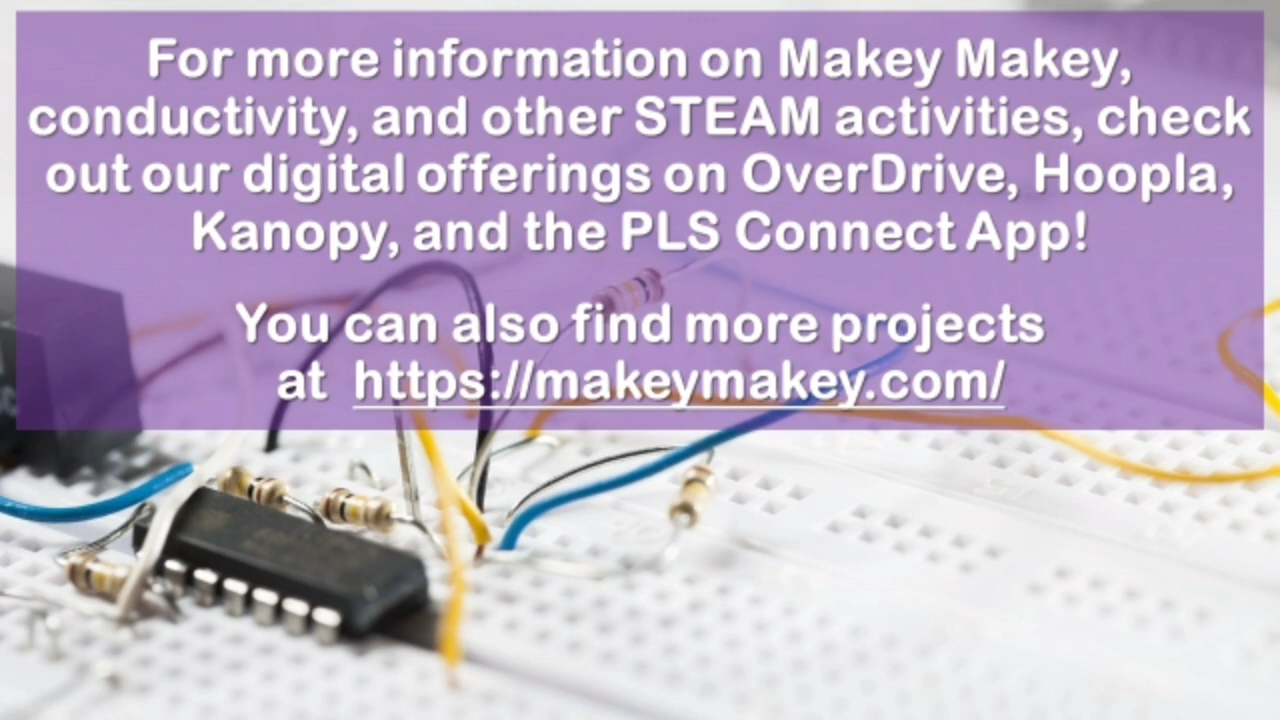 For more information on Makey Makey,
conductivity, and other STEAM activities, check
out our digital offerings on OverDrive, Hoopla,
Kanopy, and the PLS Connect App!
You can also find more projects
at https://makeymakey.com/